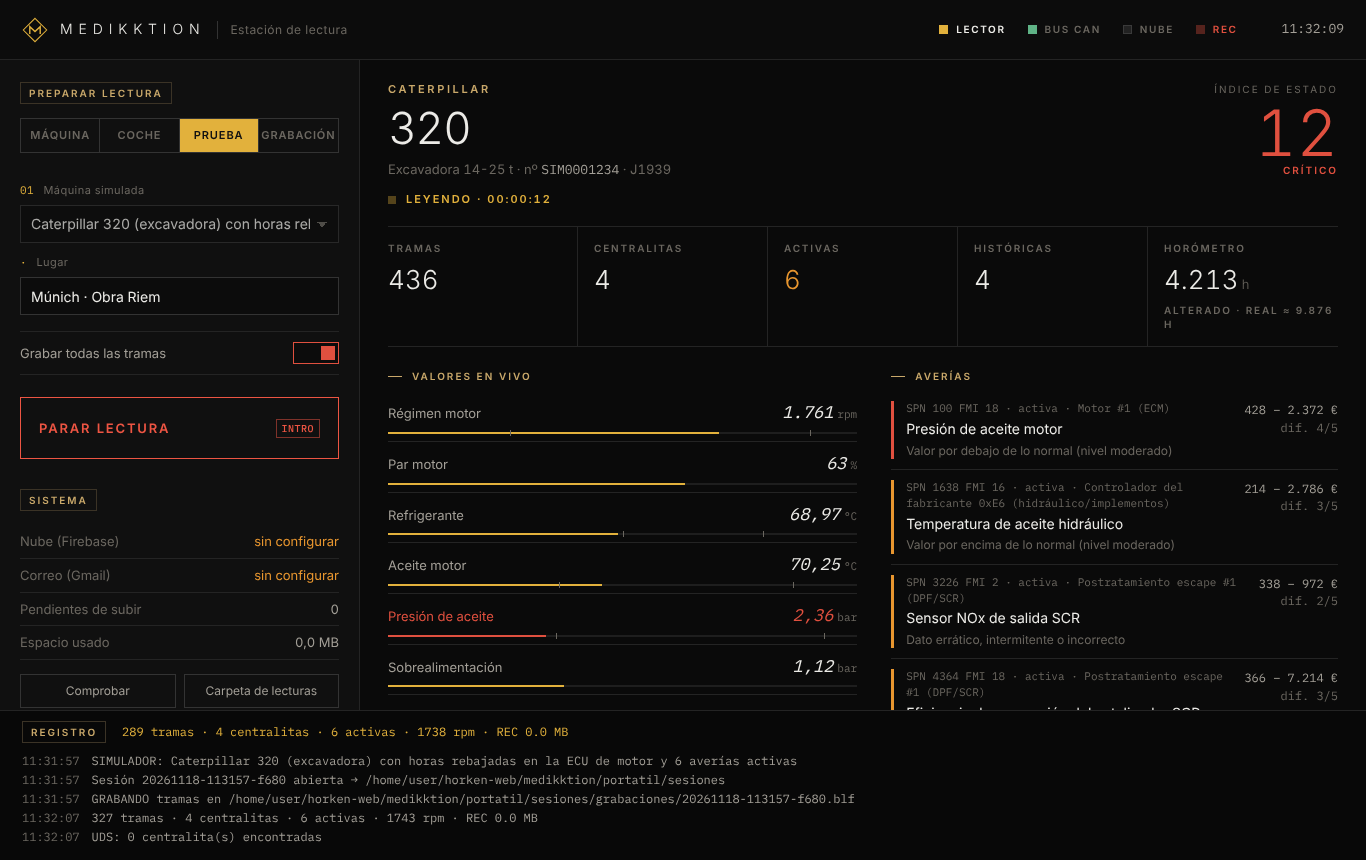 MEDIKKTION
Estación de lectura
LECTOR
BUS CAN
NUBE
REC
11:32:09
PREPARAR LECTURA
MÁQUINA
COCHE
PRUEBA
GRABACIÓN
01 Máquina simulada
Caterpillar 320 (excavadora) con horas rel
· Lugar
Múnich · Obra Riem
Grabar todas las tramas
PARAR LECTURA
INTRO
SISTEMA
Nube (Firebase) sin configurar
Correo (Gmail) sin configurar
Pendientes de subir 0
Espacio usado 0,0 MB
Comprobar
Carpeta de lecturas
CATERPILLAR
320
Excavadora 14-25 t · nº SIM0001234 · J1939
LEYENDO · 00:00:12
ÍNDICE DE ESTADO
12
CRÍTICO
TRAMAS
436
CENTRALITAS
4
ACTIVAS
6
HISTÓRICAS
4
HORÓMETRO
4.213 h
ALTERADO · REAL ≈ 9.876
H
VALORES EN VIVO
Régimen motor 1.761 rpm
Par motor 63 %
Refrigerante 68,97 °C
Aceite motor 70,25 °C
Presión de aceite 2,36 bar
Sobrealimentación 1,12 bar
AVERÍAS
SPN 100 FMI 18 · activa · Motor #1 (ECM)
428 – 2.372 €
Presión de aceite motor
dif. 4/5
Valor por debajo de lo normal (nivel moderado)
SPN 1638 FMI 16 · activa · Controlador del
fabricante 0xE6 (hidráulico/implementos)
214 – 2.786 €
dif. 3/5
Temperatura de aceite hidráulico
Valor por encima de lo normal (nivel moderado)
SPN 3226 FMI 2 · activa · Postratamiento escape #1
(DPF/SCR)
338 – 972 €
dif. 2/5
Sensor NOx de salida SCR
Dato errático, intermitente o incorrecto
SPN 4364 FMI 18 · activa · Postratamiento escape
#1 (DPF/SCR)
366 – 7.214 €
dif. 3/5
REGISTRO
289 tramas · 4 centralitas · 6 activas · 1738 rpm · REC 0.0 MB
11:31:57 SIMULADOR: Caterpillar 320 (excavadora) con horas rebajadas en la ECU de motor y 6 averías activas
11:31:57 Sesión 20261118-113157-f680 abierta → /home/user/horken-web/medikktion/portatil/sesiones
11:31:57 GRABANDO tramas en /home/user/horken-web/medikktion/portatil/sesiones/grabaciones/20261118-113157-f680.blf
11:32:07 327 tramas · 4 centralitas · 6 activas · 1743 rpm · REC 0.0 MB
11:32:07 UDS: 0 centralita(s) encontradas